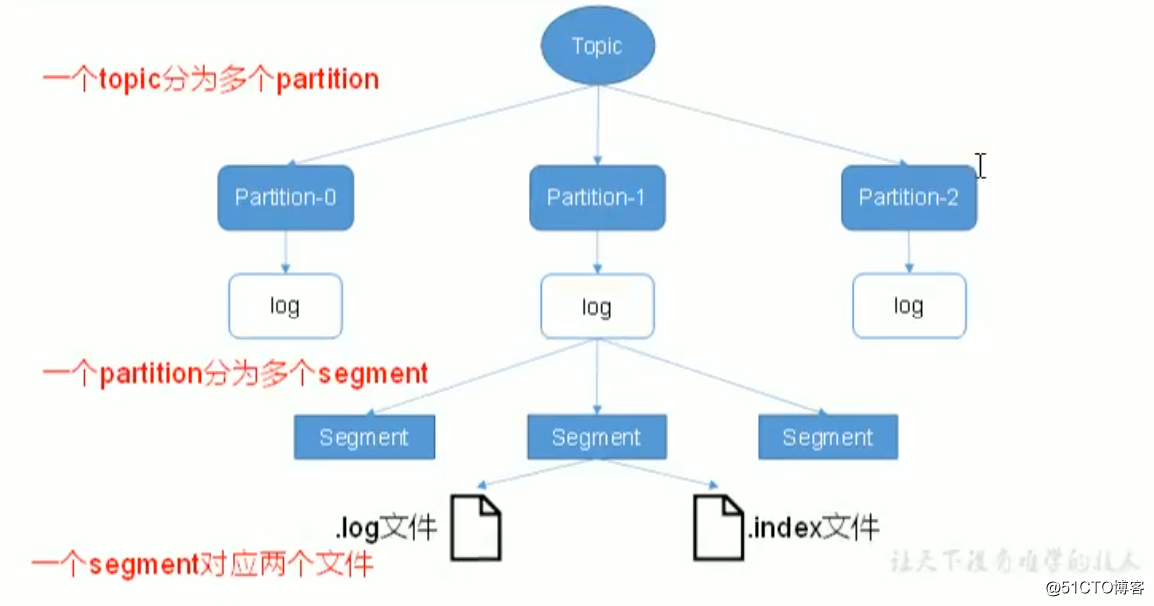 Topic
一个topic分为多个partition
Partition-0
Partition-1
Partition-2
log
log
log
一个partition分为多个segment
Segment
Segment
Segment
.log文件
.index文件
一个segment对应两个文件
让天下没有难学的技术
@51CTO博客